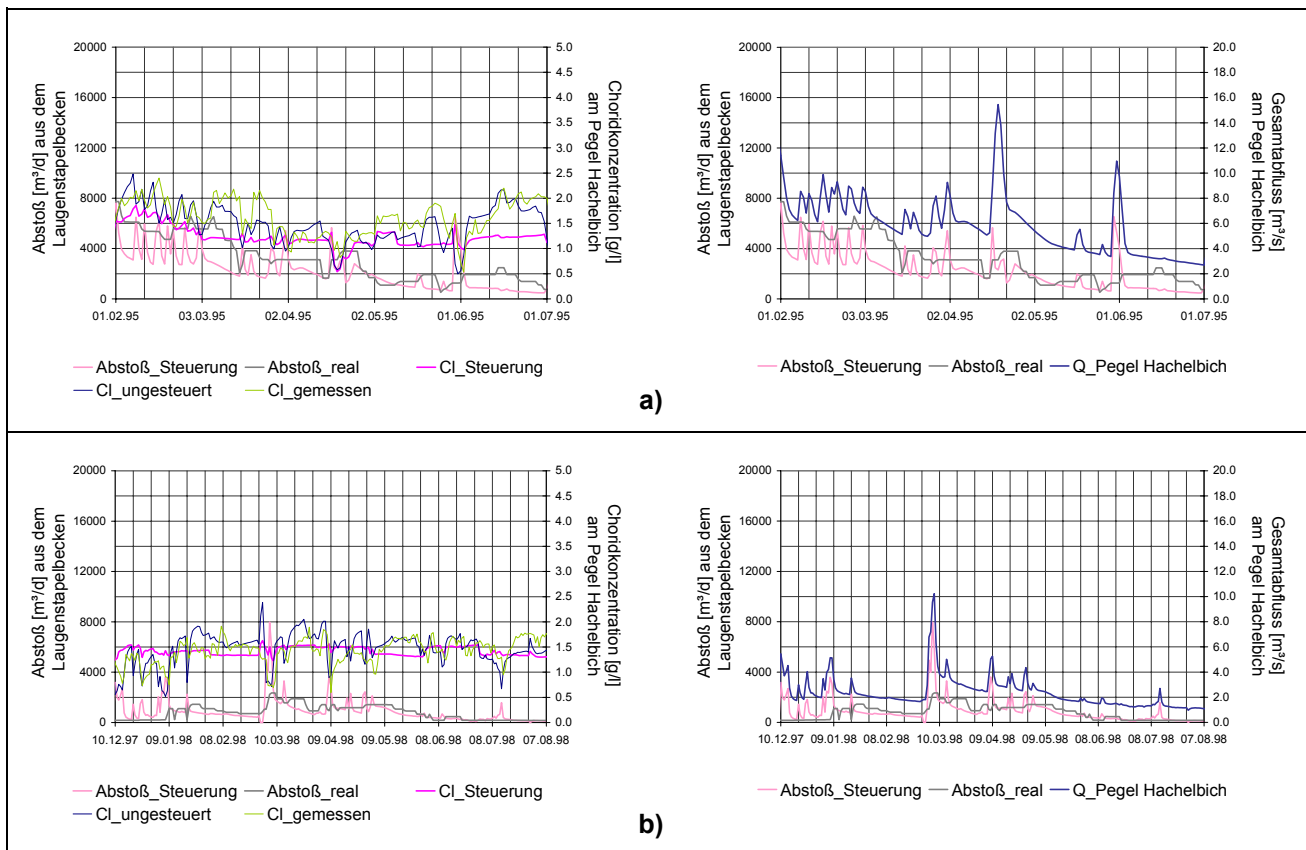 Abstoß [m³/d] aus dem
Laugenstapelbecken
20000
16000
12000
8000
4000
0
5.0
4.5
4.0
3.5
3.0
2.5
2.0
1.5
1.0
0.5
0.0
Choridkonzentration [g/l]
am Pegel Hachelbich
01.02.95 03.03.95 02.04.95 02.05.95 01.06.95 01.07.95
Abstoß_Steuerung Abstoß_real Cl_Steuerung
Cl_ungesteuert Cl_gemessen
Abstoß [m³/d] aus dem
Laugenstapelbecken
20000
16000
12000
8000
4000
0
20.0
18.0
16.0
14.0
12.0
10.0
8.0
6.0
4.0
2.0
0.0
Gesamtabfluss [m³/s]
am Pegel Hachelbich
01.02.95 03.03.95 02.04.95 02.05.95 01.06.95 01.07.95
Abstoß_Steuerung Abstoß_real Q_Pegel Hachelbich
a)
Abstoß [m³/d] aus dem
Laugenstapelbecken
20000
16000
12000
8000
4000
0
5.0
4.5
4.0
3.5
3.0
2.5
2.0
1.5
1.0
0.5
0.0
Choridkonzentration [g/l]
am Pegel Hachelbich
10.12.97 09.01.98 08.02.98 10.03.98 09.04.98 09.05.98 08.06.98 08.07.98 07.08.98
Abstoß_Steuerung Abstoß_real Cl_Steuerung
Cl_ungesteuert Cl_gemessen
Abstoß [m³/d] aus dem
Laugenstapelbecken
20000
16000
12000
8000
4000
0
20.0
18.0
16.0
14.0
12.0
10.0
8.0
6.0
4.0
2.0
0.0
Gesamtabfluss [m³/s]
am Pegel Hachelbich
10.12.97 09.01.98 08.02.98 10.03.98 09.04.98 09.05.98 08.06.98 08.07.98 07.08.98
Abstoß_Steuerung Abstoß_real Q_Pegel Hachelbich
b)